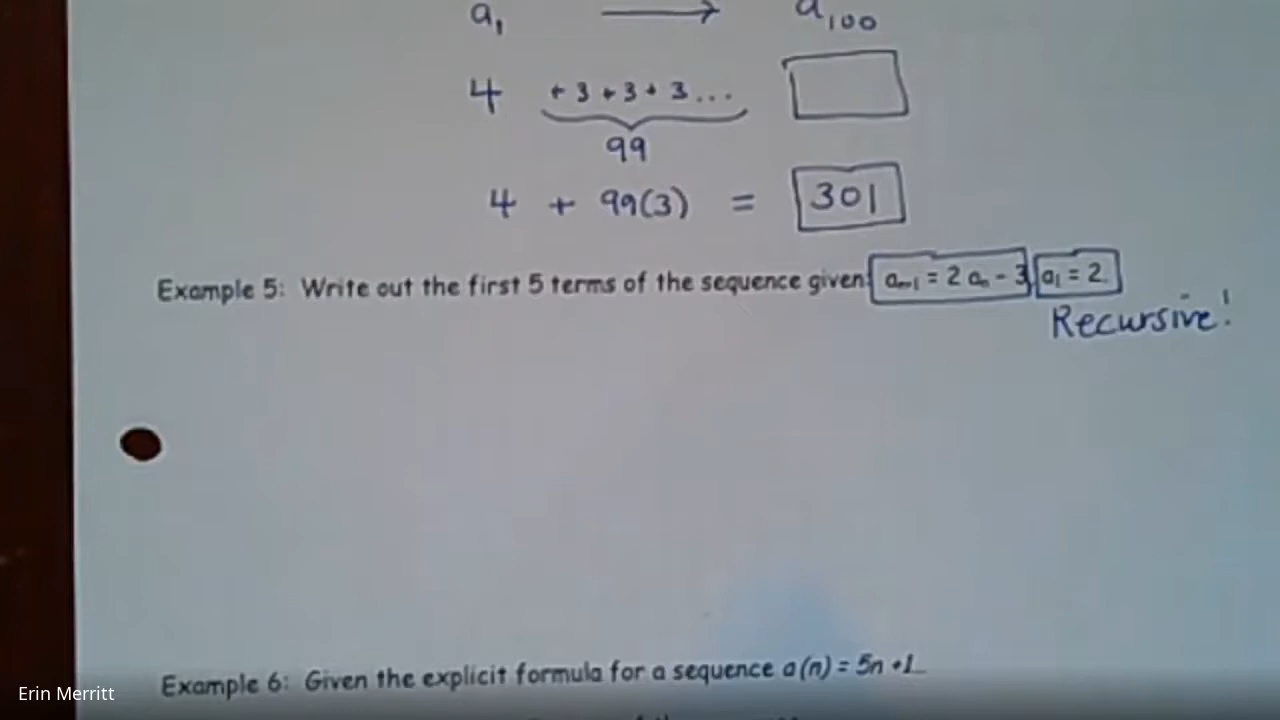 a₁ ⟶ a₁₀₀
4 +3 +3 + 3... 
99
4 + 99(3) = 301
Example 5: Write out the first 5 terms of the sequence given: aₙ₊₁ = 2 aₙ - 3, a₁ = 2.
Recursive!
Example 6: Given the explicit formula for a sequence a(n) = 5n +1
Erin Merritt